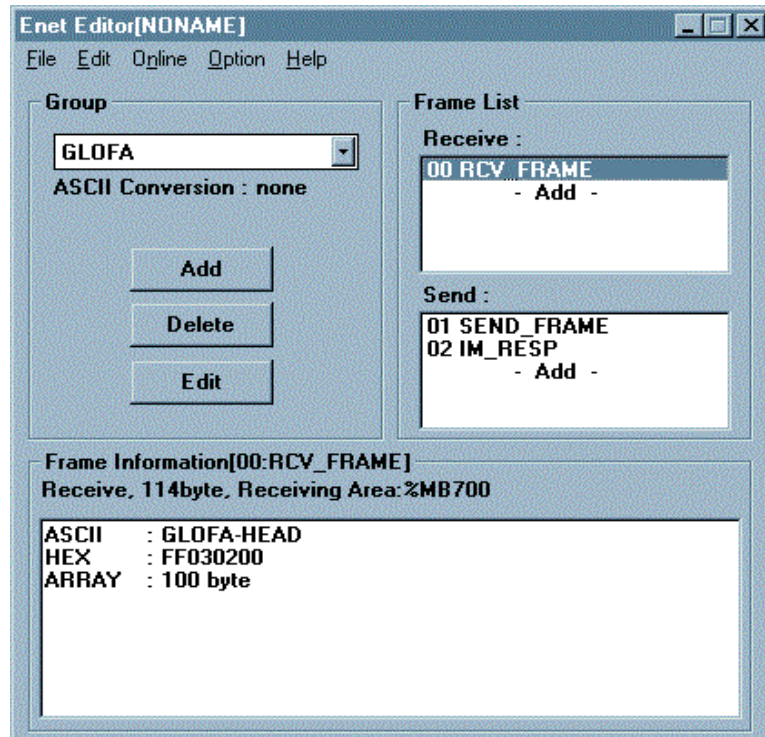 Enet Editor[NONAME]
File Edit Online Option Help
Group
GLOFA
ASCII Conversion : none
Add
Delete
Edit
Frame List
Receive :
00 RCV_FRAME
- Add -
Send :
01 SEND_FRAME
02 IM_RESP
- Add -
Frame Information[00:RCV_FRAME]
Receive, 114byte, Receiving Area:%MB700
ASCII : GLOFA-HEAD
HEX : FF030200
ARRAY : 100 byte